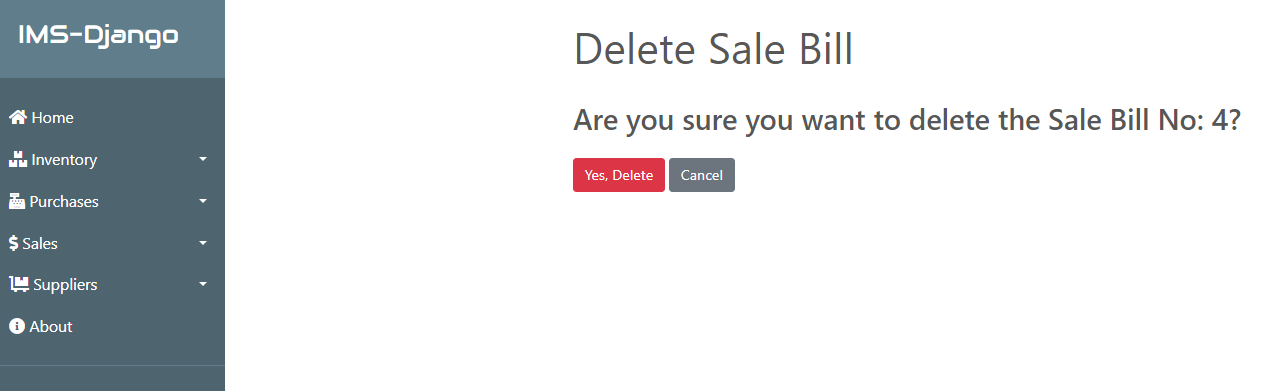 IMS-Django
Home
Inventory
Purchases
Sales
Suppliers
About
Delete Sale Bill
Are you sure you want to delete the Sale Bill No: 4?
Yes, Delete
Cancel